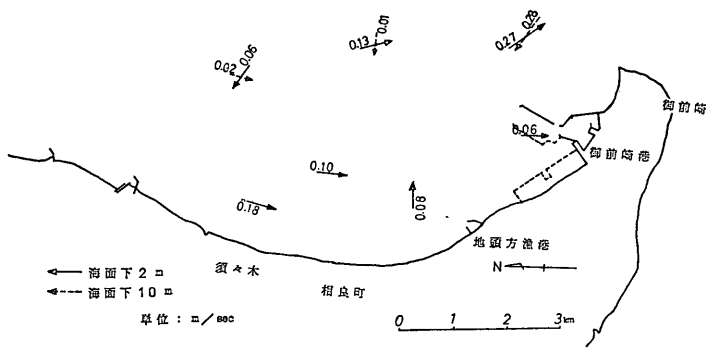 0.28
0.27
0.01
0.13
0.06
0.02
御前崎
0.06
御前崎港
0.10
0.18
0.08
地頭方漁港
須々木
相良町
N
海面下2 m
海面下10 m
単位 : m/sec
0 1 2 3km